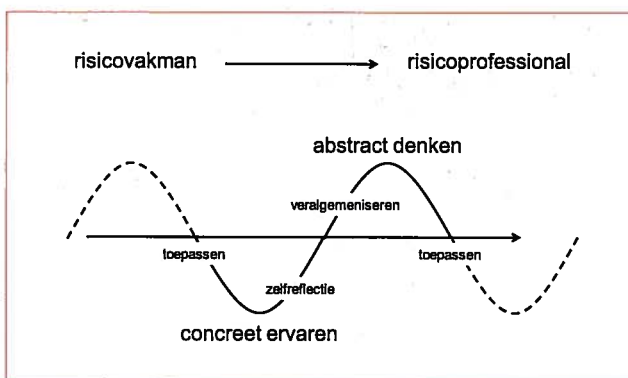 risicovakman
risicoprofessional
abstract denken
veralgemeniseren
toepassen
toepassen
zelfreflectie
concreet ervaren